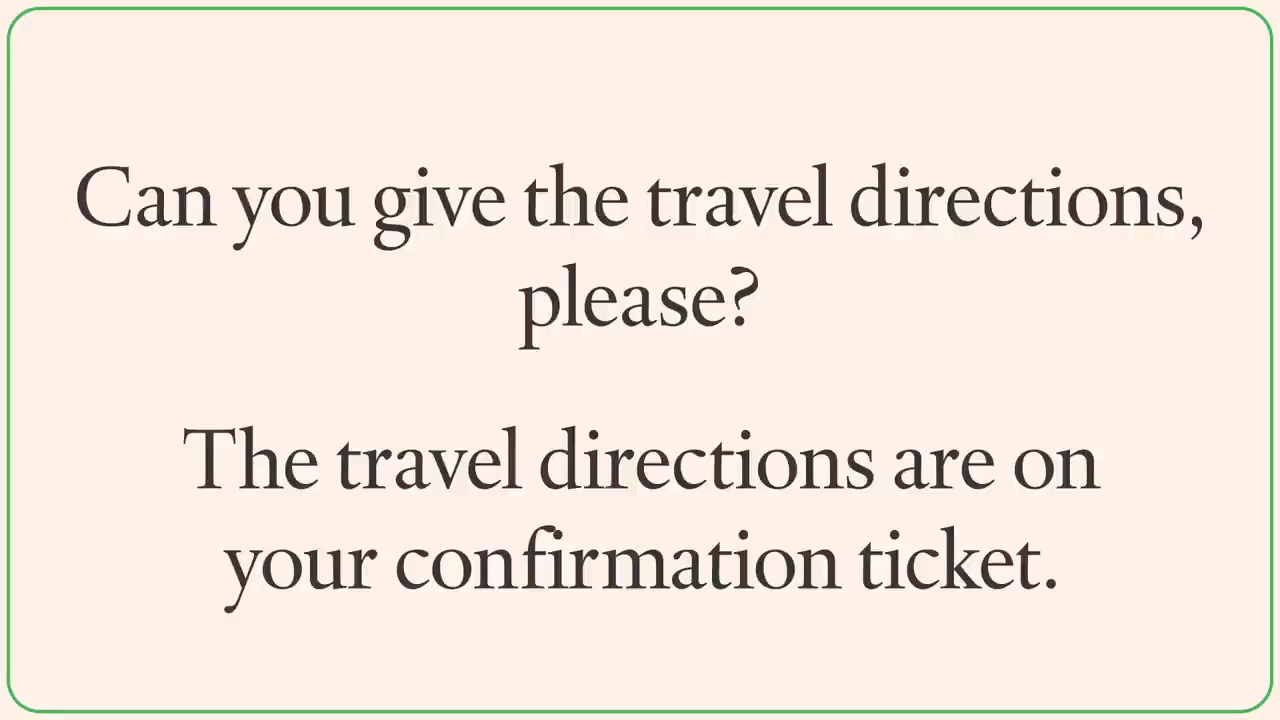 Can you give the travel directions,
please?
The travel directions are on
your confirmation ticket.